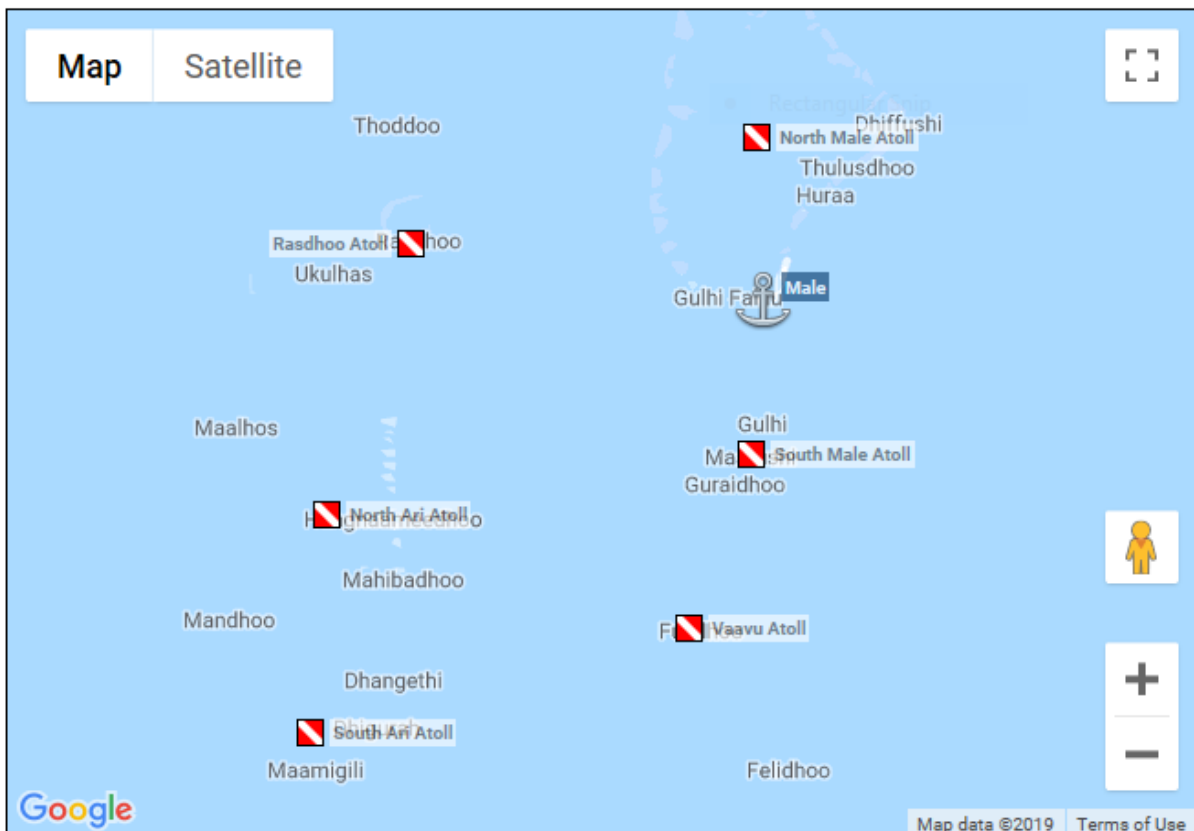 Map Satellite
Rectangular Snip
Thoddoo
Dhiffushi
North Male Atoll
Thulusdhoo
Huraa
Rasdhoo Atoll
Ukulhas
Male
Gulhi
Maalhos
South Male Atoll
Guraidhoo
North Ari Atoll
Mahibadhoo
Mandhoo
Vaavu Atoll
Dhangethi
South Ari Atoll
Maamigili
Felidhoo
Google
Map data ©2019 Terms of Use